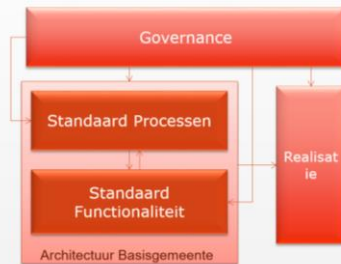 Governance
Standaard Processen
Realisat
ie
Standaard
Functionaliteit
Architectuur Basisgemeente